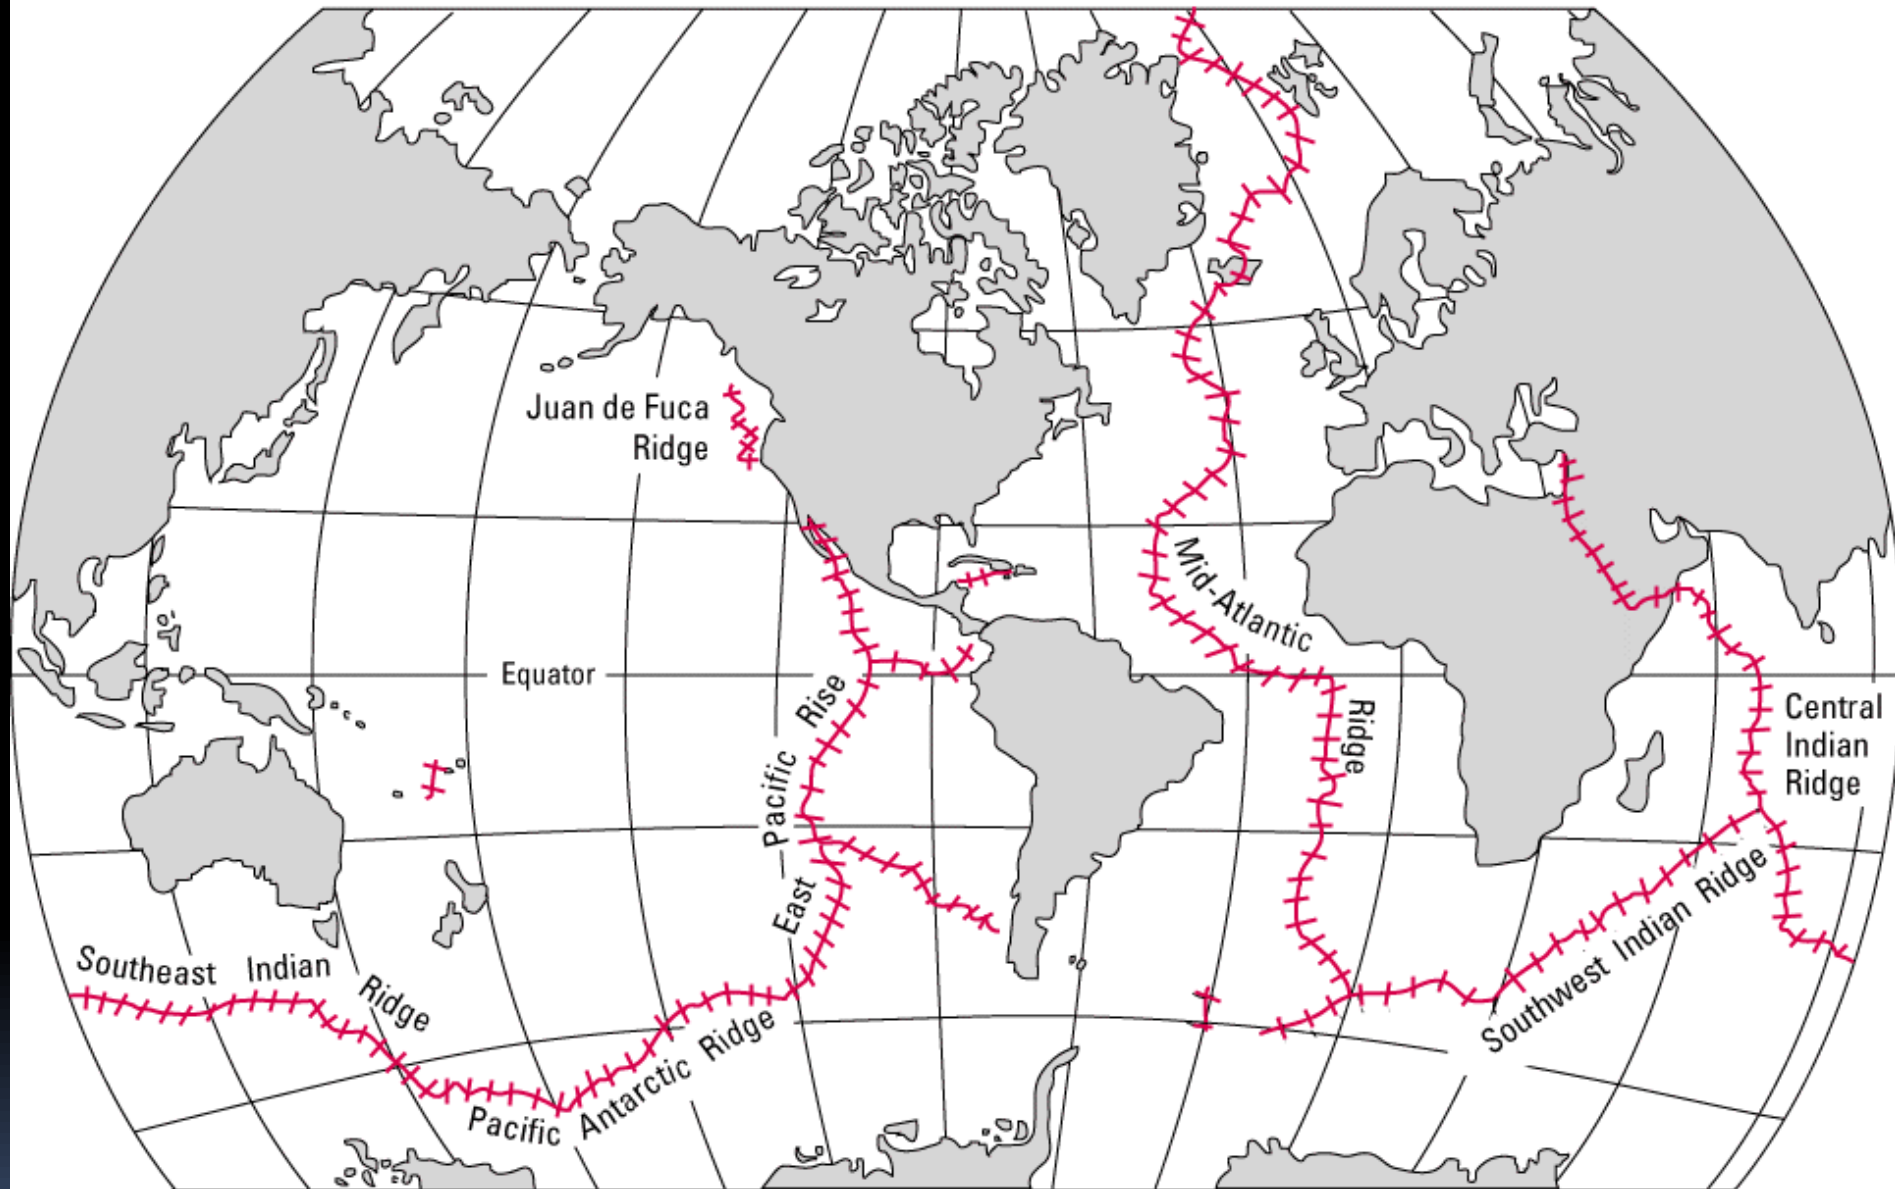 Juan de Fuca
Ridge
Mid-Atlantic
Ridge
Equator
East Pacific Rise
Central
Indian
Ridge
Southeast Indian Ridge
Pacific Antarctic Ridge
Southwest Indian Ridge